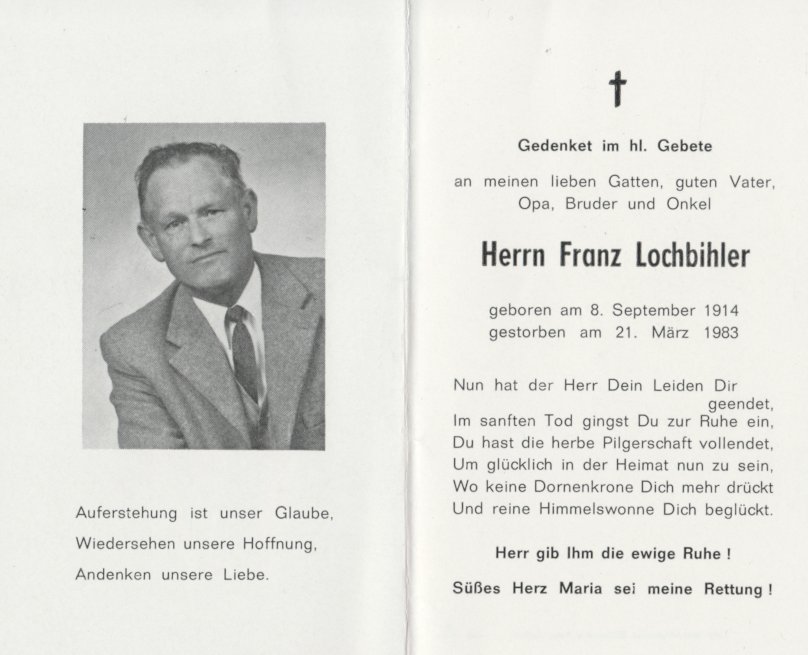 Auferstehung ist unser Glaube,
Wiedersehen unsere Hoffnung,
Andenken unsere Liebe.
Gedenket im hl. Gebete
an meinen lieben Gatten, guten Vater,
Opa, Bruder und Onkel
Herrn Franz Lochbihler
geboren am 8. September 1914
gestorben am 21. März 1983
Nun hat der Herr Dein Leiden Dir
geendet,
Im sanften Tod gingst Du zur Ruhe ein,
Du hast die herbe Pilgerschaft vollendet,
Um glücklich in der Heimat nun zu sein,
Wo keine Dornenkrone Dich mehr drückt
Und reine Himmelswonne Dich beglückt.
Herr gib Ihm die ewige Ruhe !
Süßes Herz Maria sei meine Rettung !